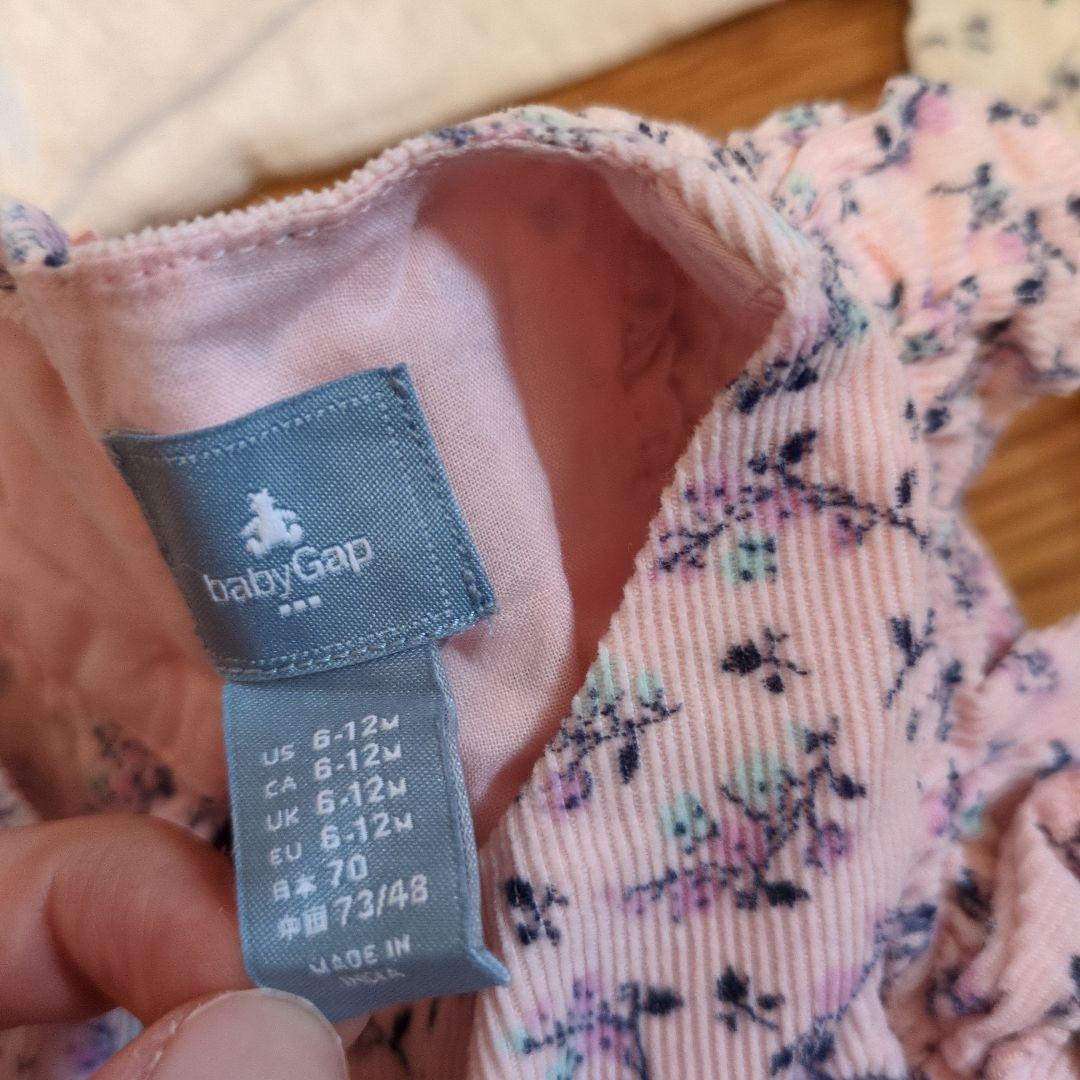 babyGap
US 6-12M
CA 6-12M
UK 6-12M
EU 6-12M
日本 70
中国 73/48
MADE IN
INDIA